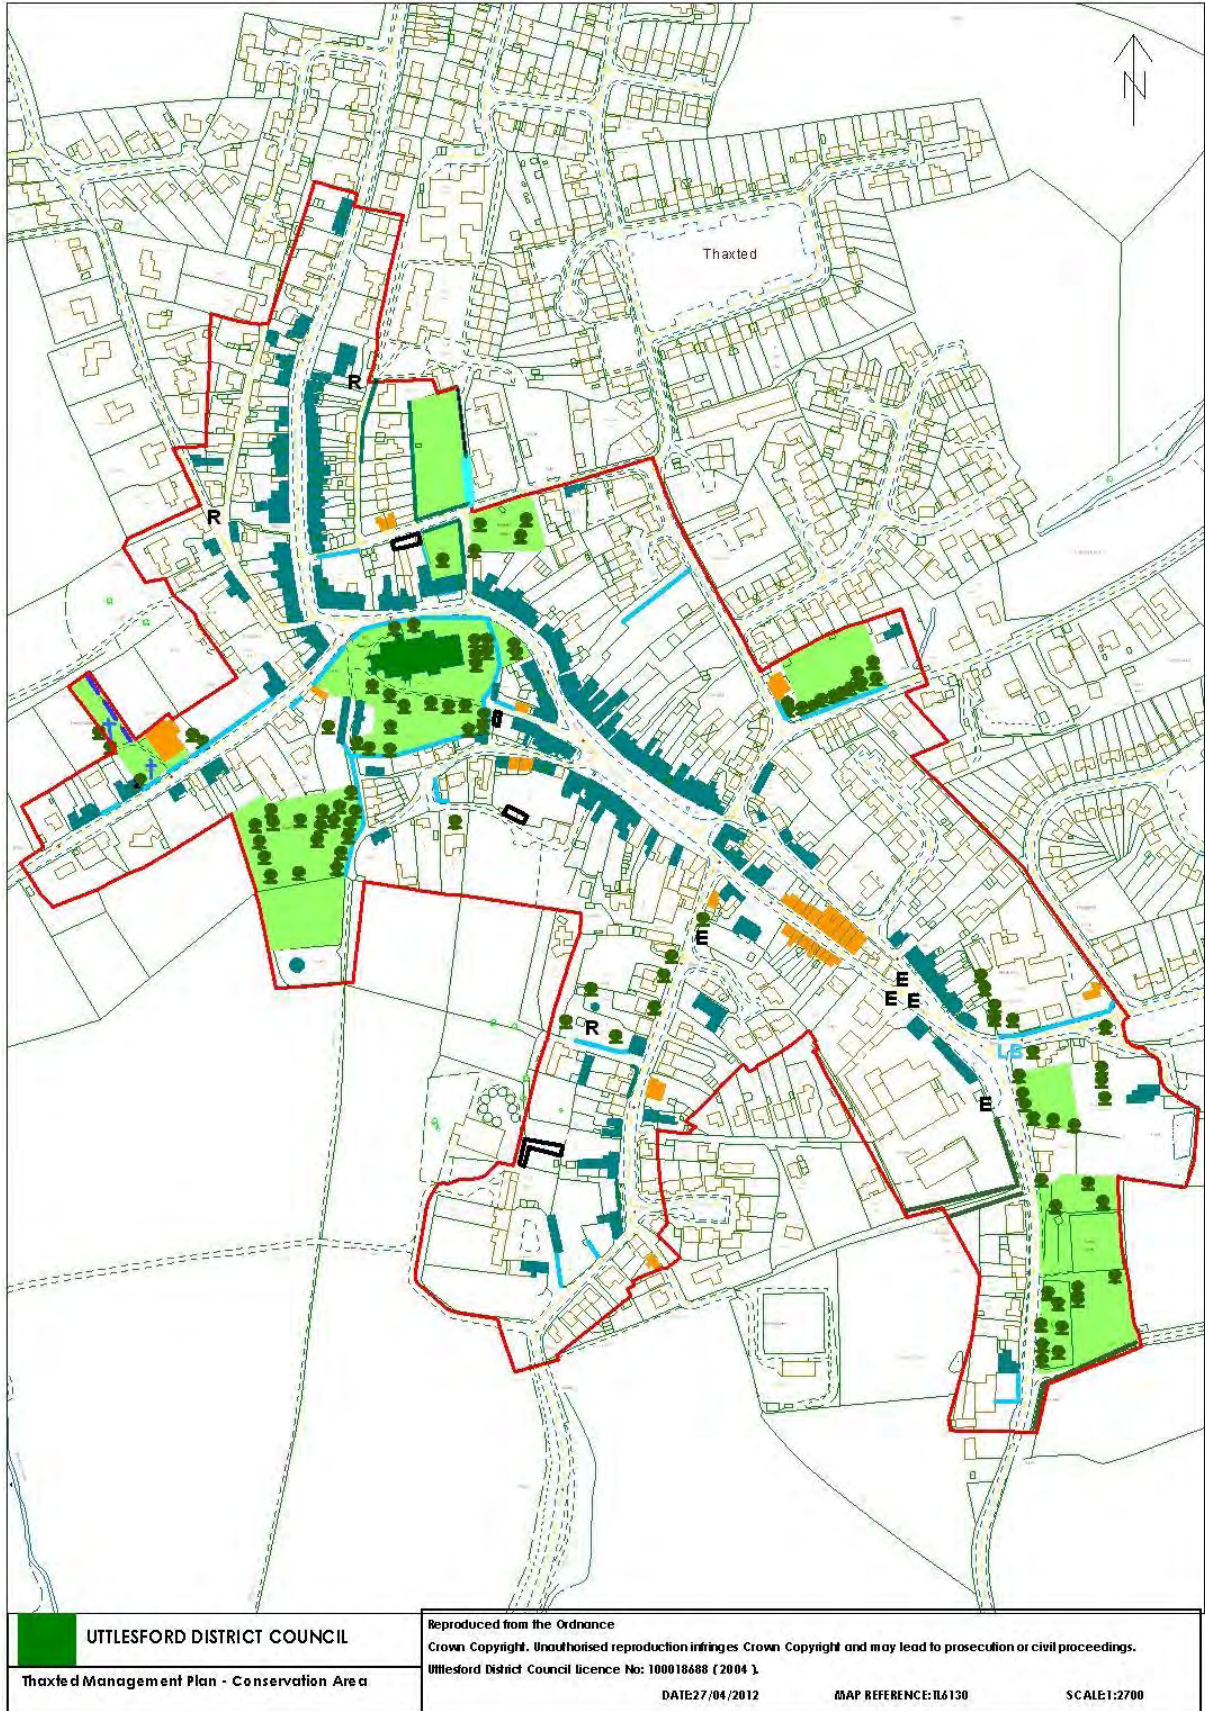 N
Thaxted
R
R
E
E
E
E
R
LB
E
UTTLESFORD DISTRICT COUNCIL
Thaxted Management Plan - Conservation Area
Reproduced from the Ordnance
Crown Copyright. Unauthorised reproduction infringes Crown Copyright and may lead to prosecution or civil proceedings.
Uttlesford District Council Licence No: 100018688 ( 2004 ).
DATE:27/04/2012 MAP REFERENCE:TL6130 SCALE:1:2700